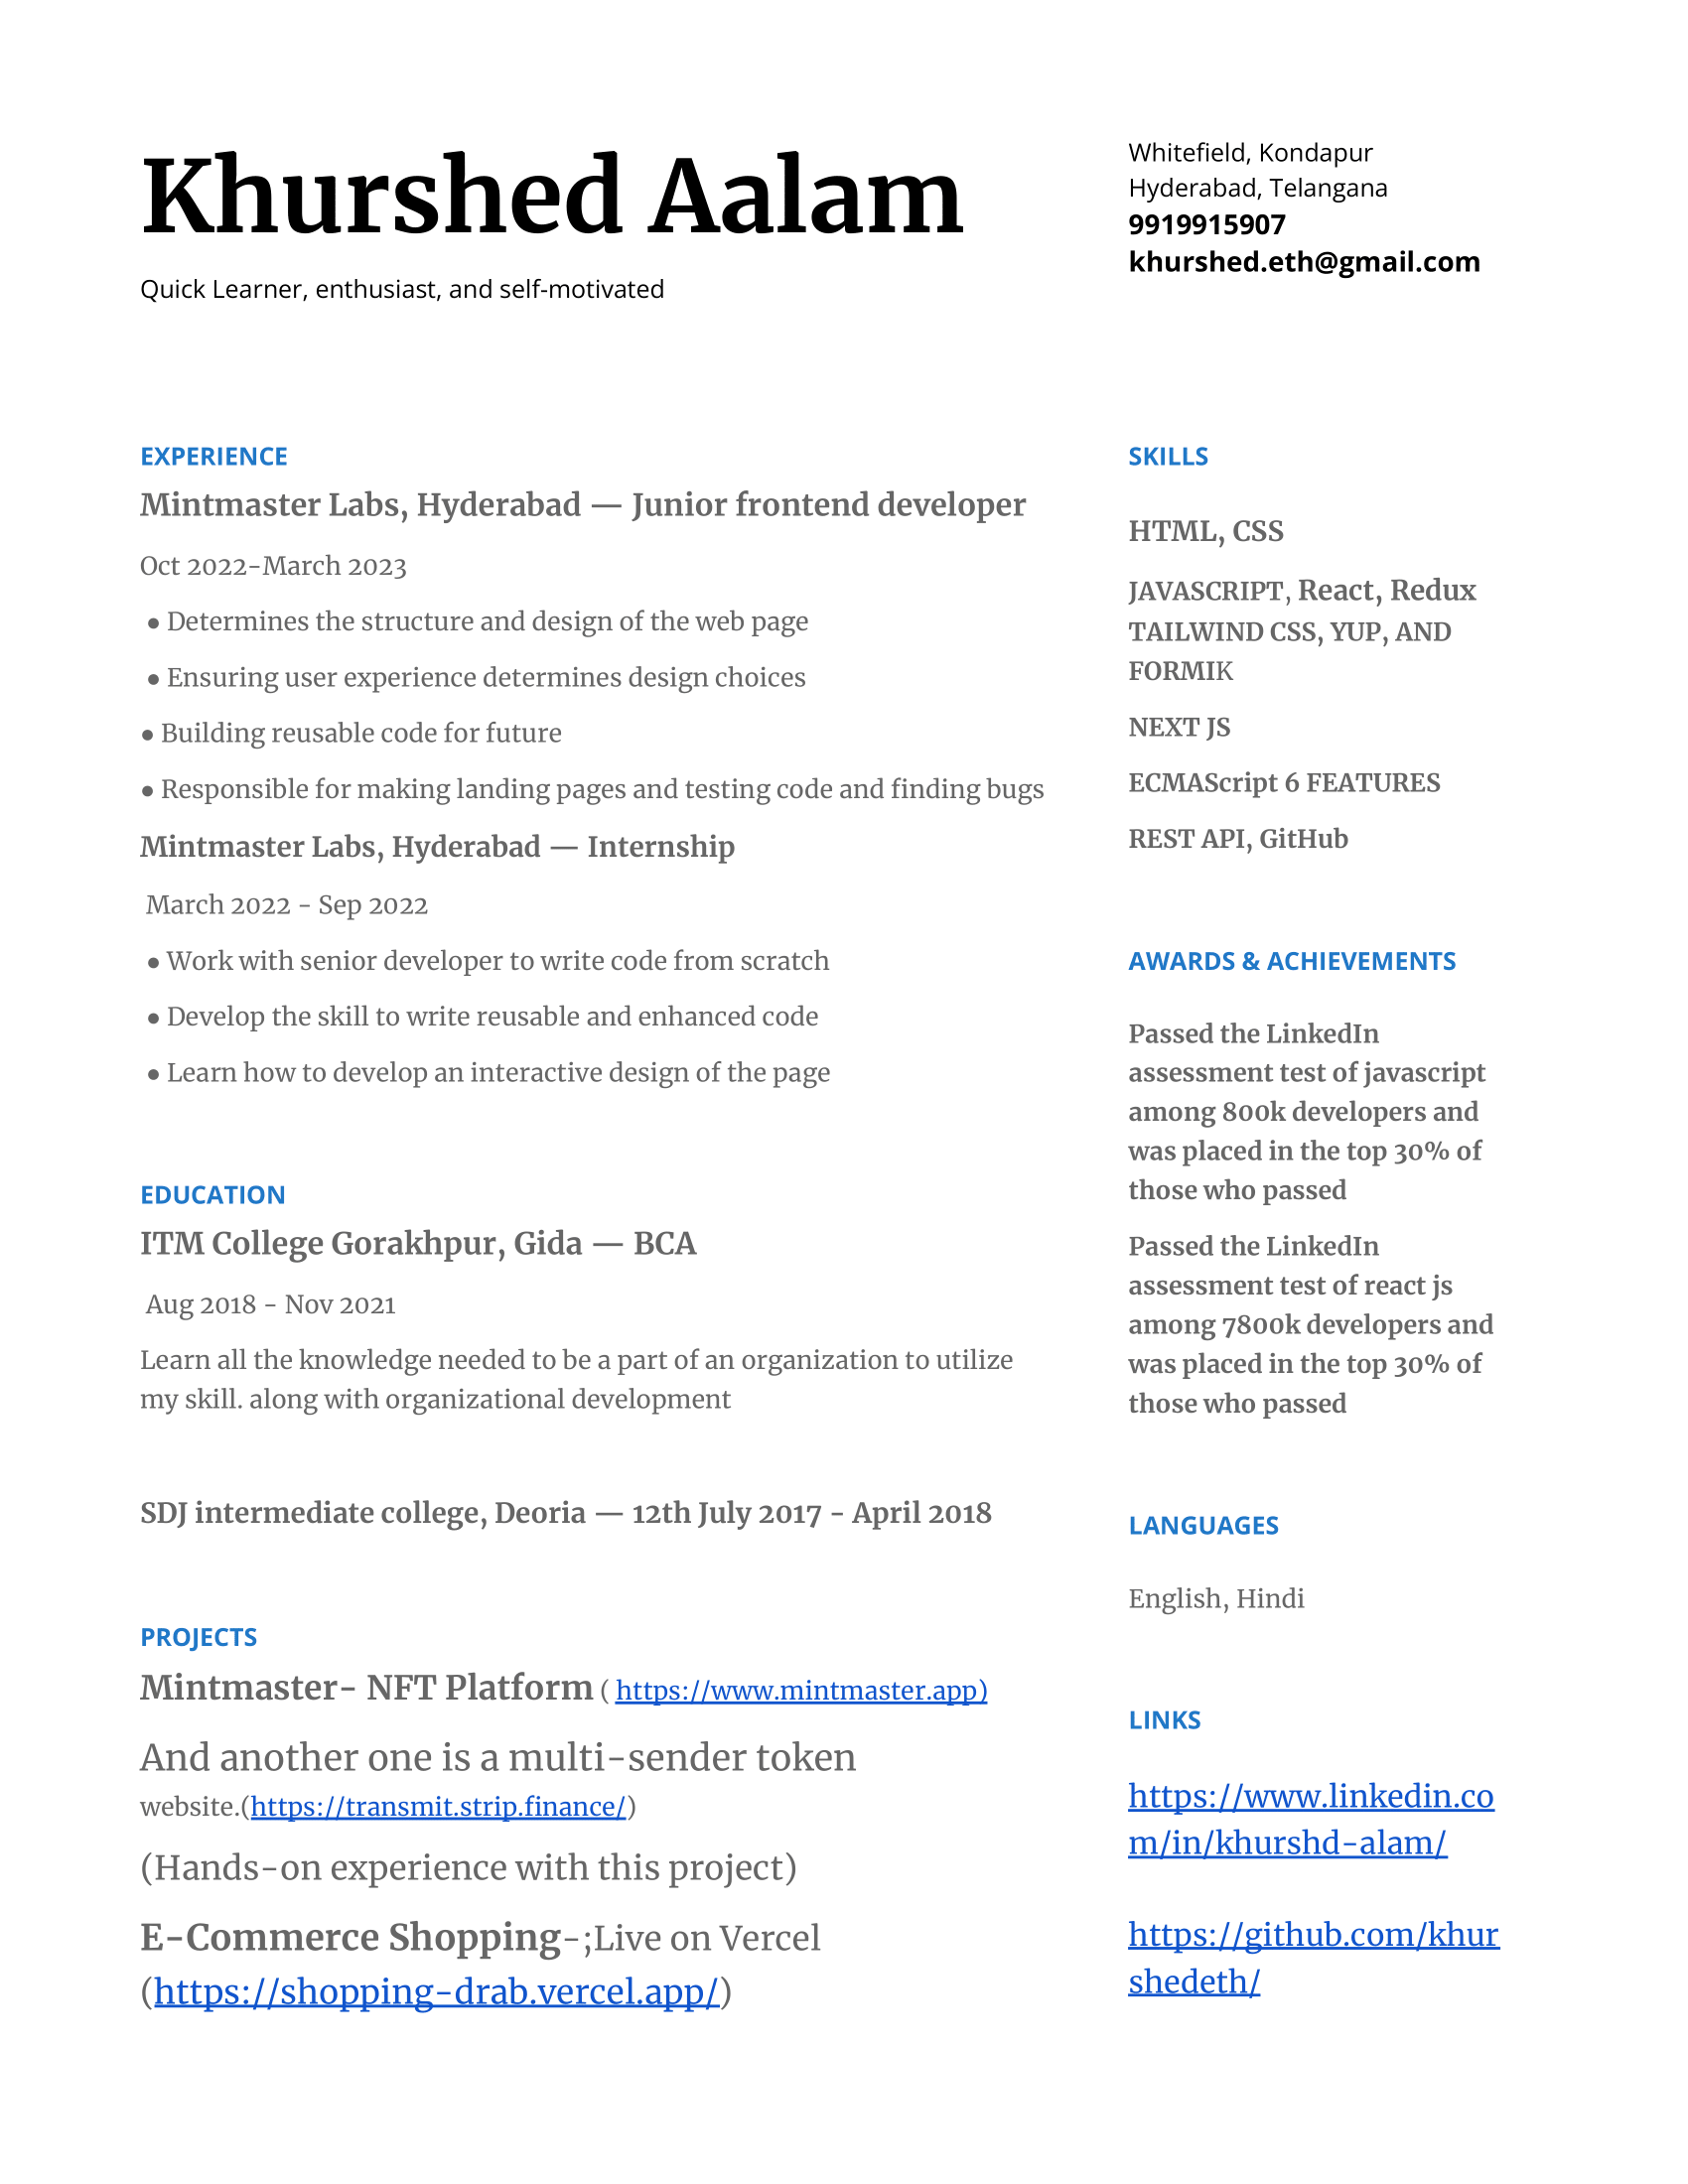 Khurshed Aalam
Quick Learner, enthusiast, and self-motivated
Whitefield, Kondapur
Hyderabad, Telangana
9919915907
khurshed.eth@gmail.com
EXPERIENCE
Mintmaster Labs, Hyderabad — Junior frontend developer
Oct 2022-March 2023
● Determines the structure and design of the web page
● Ensuring user experience determines design choices
● Building reusable code for future
● Responsible for making landing pages and testing code and finding bugs
Mintmaster Labs, Hyderabad — Internship
March 2022 - Sep 2022
● Work with senior developer to write code from scratch
● Develop the skill to write reusable and enhanced code
● Learn how to develop an interactive design of the page
EDUCATION
ITM College Gorakhpur, Gida — BCA
Aug 2018 - Nov 2021
Learn all the knowledge needed to be a part of an organization to utilize
my skill. along with organizational development
SDJ intermediate college, Deoria — 12th July 2017 - April 2018
PROJECTS
Mintmaster- NFT Platform ( https://www.mintmaster.app)
And another one is a multi-sender token
website.(https://transmit.strip.finance/)
(Hands-on experience with this project)
E-Commerce Shopping-;Live on Vercel
(https://shopping-drab.vercel.app/)
SKILLS
HTML, CSS
JAVASCRIPT, React, Redux
TAILWIND CSS, YUP, AND
FORMIK
NEXT JS
ECMAScript 6 FEATURES
REST API, GitHub
AWARDS & ACHIEVEMENTS
Passed the LinkedIn
assessment test of javascript
among 800k developers and
was placed in the top 30% of
those who passed
Passed the LinkedIn
assessment test of react js
among 7800k developers and
was placed in the top 30% of
those who passed
LANGUAGES
English, Hindi
LINKS
https://www.linkedin.co
m/in/khurshd-alam/
https://github.com/khur
shedeth/